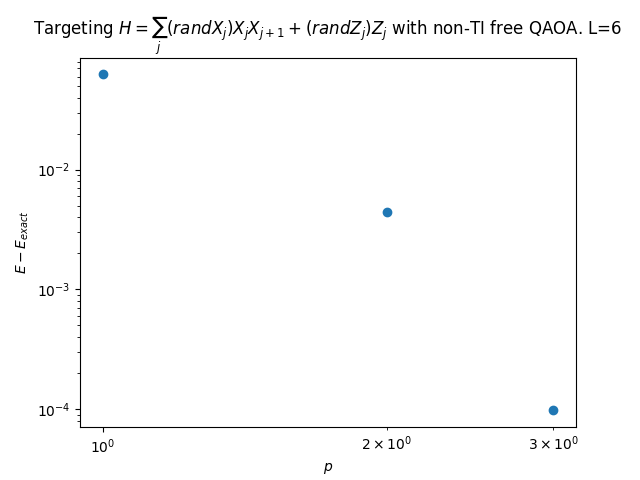 Targeting $H = \sum_j (randX_j)X_jX_{j+1} + (randZ_j)Z_j$ with non-TI free QAOA. L=6
$10^{-2}$
$10^{-3}$
$10^{-4}$
$E - E_{exact}$
$10^0$ $2 \times 10^0$ $3 \times 10^0$
$p$